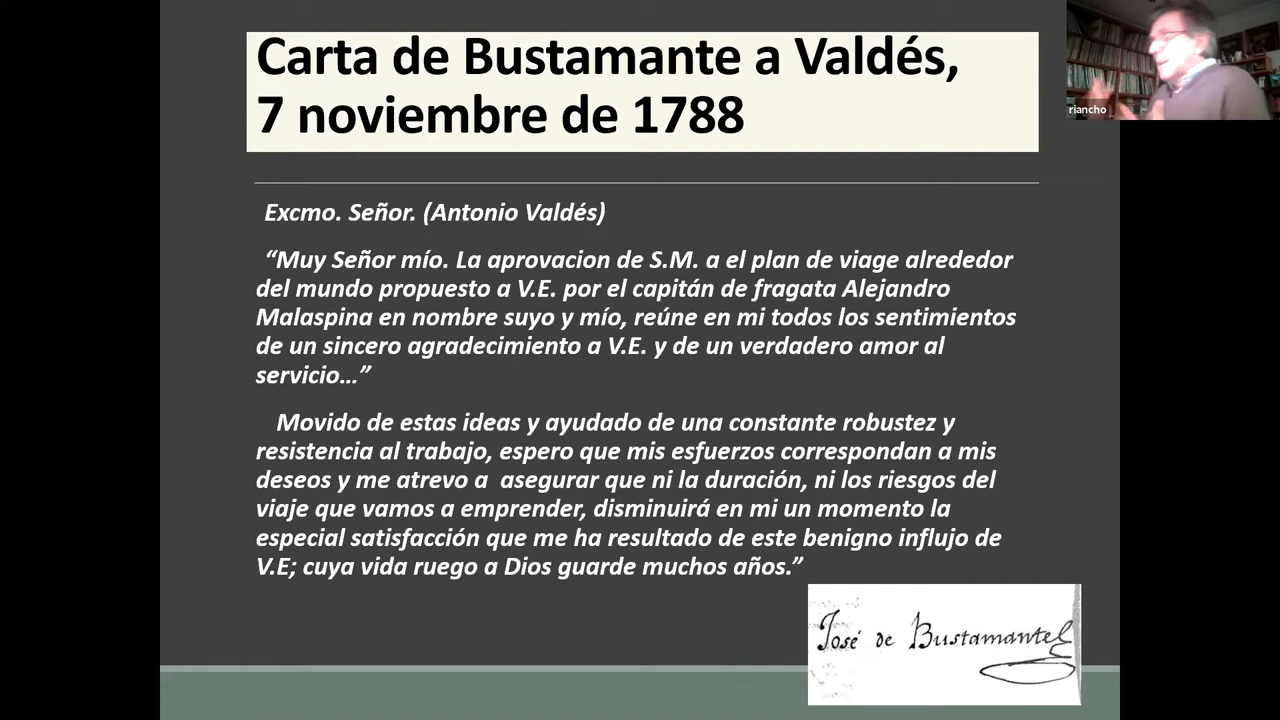 Carta de Bustamante a Valdés,
7 noviembre de 1788
riancho
Excmo. Señor. (Antonio Valdés)
“Muy Señor mío. La aprovacion de S.M. a el plan de viage alrededor
del mundo propuesto a V.E. por el capitán de fragata Alejandro
Malaspina en nombre suyo y mío, reúne en mi todos los sentimientos
de un sincero agradecimiento a V.E. y de un verdadero amor al
servicio…”
Movido de estas ideas y ayudado de una constante robustez y
resistencia al trabajo, espero que mis esfuerzos correspondan a mis
deseos y me atrevo a asegurar que ni la duración, ni los riesgos del
viaje que vamos a emprender, disminuirá en mi un momento la
especial satisfacción que me ha resultado de este benigno influjo de
V.E; cuya vida ruego a Dios guarde muchos años.”
José de Bustamante